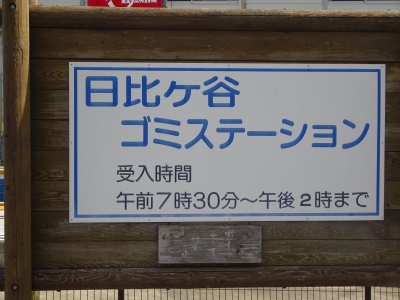 日比ヶ谷
ゴミステーション
受入時間
午前7時30分～午後2時まで